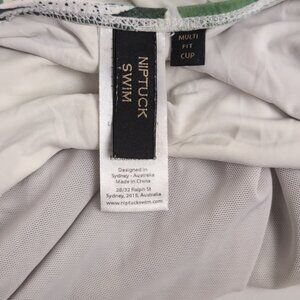 NIPTUCK
SWIM
MULTI
FIT
CUP
Designed in
Sydney - Australia
Made in China
2B/32 Ralph St
Sydney, 2015, Australia
www.niptuckswim.com